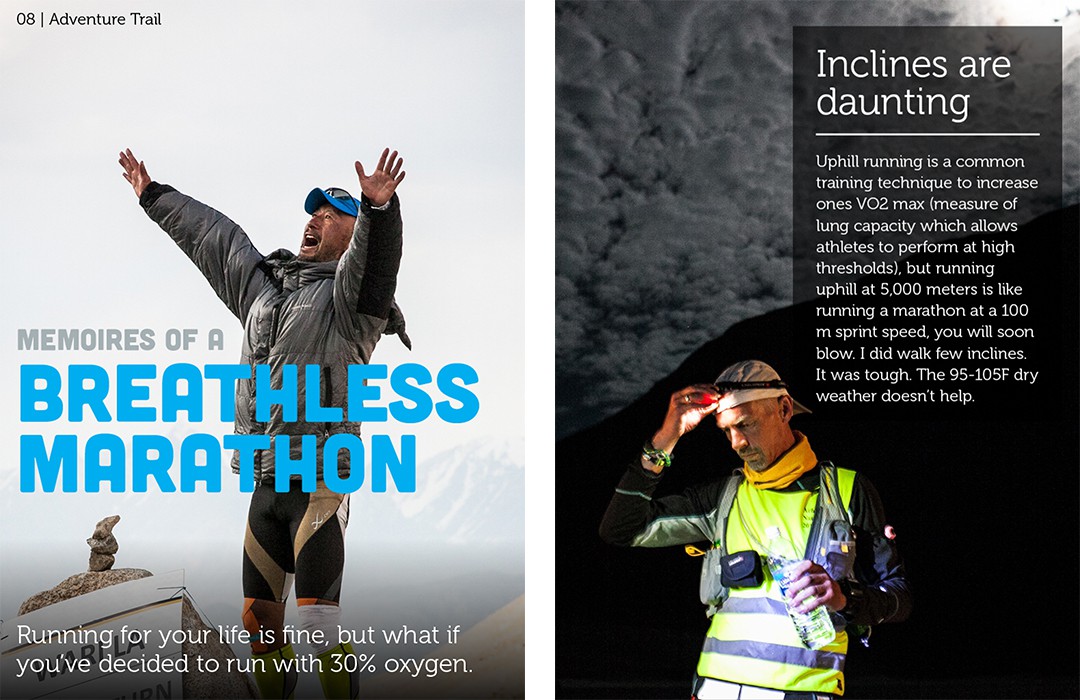 08 | Adventure Trail
MEMOIRES OF A
BREATHLESS
MARATHON
Running for your life is fine, but what if
you've decided to run with 30% oxygen.
Inclines are
daunting
Uphill running is a common
training technique to increase
ones VO2 max (measure of
lung capacity which allows
athletes to perform at high
thresholds), but running
uphill at 5,000 meters is like
running a marathon at a 100
m sprint speed, you will soon
blow. I did walk few inclines.
It was tough. The 95-105F dry
weather doesn't help.